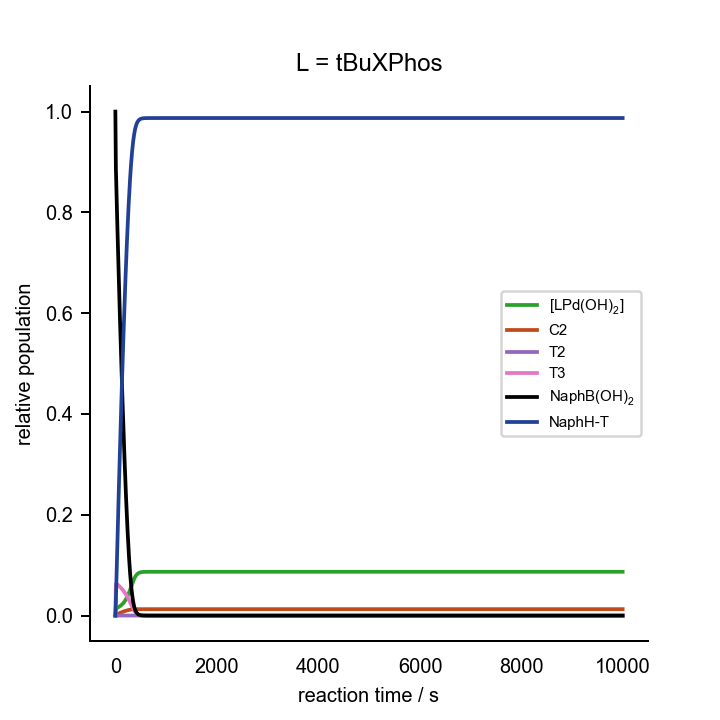 L = tBuXPhos
relative population
1.0
0.8
0.6
0.4
0.2
0.0
[LPd(OH)₂]
C2
T2
T3
NaphB(OH)₂
NaphH-T
0 2000 4000 6000 8000 10000
reaction time / s